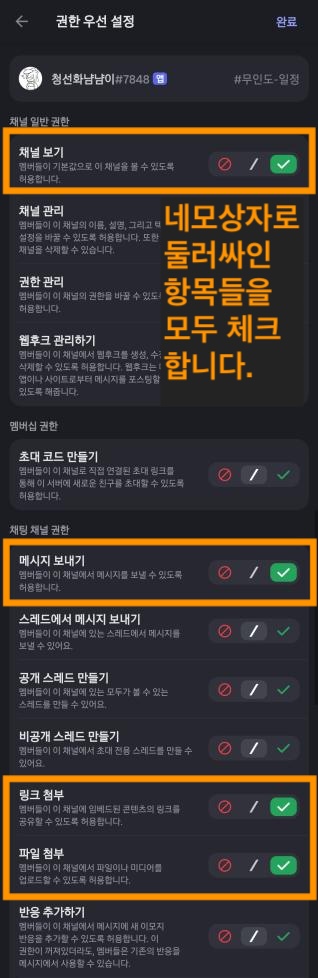 권한 우선 설정
완료
청선화냠냠이#7848 앱
#무인도-일정
채널 일반 권한
채널 보기
멤버들이 기본값으로 이 채널을 볼 수 있도록
허용합니다.
채널 관리
멤버들이 이 채널의 이름, 설명, 그리고
설정을 바꿀 수 있도록 허용합니다. 또한
채널을 삭제할 수 있습니다.
네모상자로
둘러싸인
항목들을
모두 체크
합니다.
권한 관리
멤버들이 이 채널의 권한을 바꿀 수 있도
허용합니다.
웹후크 관리하기
멤버들이 이 채널에서 웹후크를 생성,
삭제할 수 있도록 허용합니다. 웹후크는
앱이나 사이트로부터 메시지를 포스팅할
있도록 해줍니다.
멤버십 권한
초대 코드 만들기
멤버들이 이 채널로 직접 연결된 초대 링크를
통해 이 서버에 새로운 친구를 초대할 수 있도록
허용합니다.
채팅 채널 권한
메시지 보내기
멤버들이 이 채널에서 메시지를 보낼 수 있도록
허용합니다.
스레드에서 메시지 보내기
멤버들이 이 채널에 있는 스레드에서 메시지를
보낼 수 있어요.
공개 스레드 만들기
멤버들이 이 채널에 있는 모두가 볼 수 있는
스레드를 만들 수 있어요.
비공개 스레드 만들기
멤버들이 이 채널에서 초대 전용 스레드를 만들 수
있어요.
링크 첨부
멤버들이 이 채널에 임베드된 콘텐츠의 링크를
공유할 수 있도록 허용합니다.
파일 첨부
멤버들이 이 채널에서 파일이나 미디어를
업로드할 수 있도록 허용합니다.
반응 추가하기
멤버들이 이 채널에서 메시지에 새 이모지
반응을 추가할 수 있도록 허용합니다. 이
권한이 꺼져있더라도, 멤버들은 기존의 반응을
메시지에서 사용할 수 있습니다.